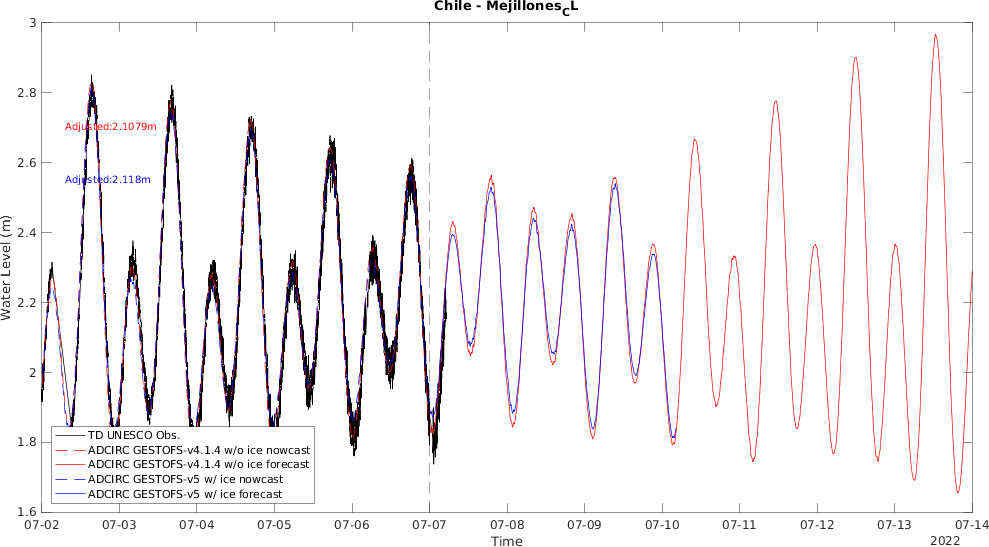 Chile - Mejillones_CL
3
2.8
2.6
2.4
2.2
2
1.8
1.6
Water Level (m)
Adjusted:2.1079m
Adjusted:2.118m
TD UNESCO Obs.
ADCIRC GESTOFS-v4.1.4 w/o ice nowcast
ADCIRC GESTOFS-v4.1.4 w/o ice forecast
ADCIRC GESTOFS-v5 w/ ice nowcast
ADCIRC GESTOFS-v5 w/ ice forecast
07-02 07-03 07-04 07-05 07-06 07-07 07-08 07-09 07-10 07-11 07-12 07-13 07-14
Time
2022